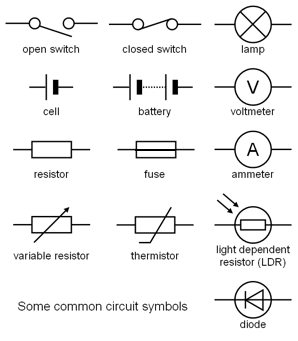 open switch closed switch lamp
V
cell battery voltmeter
A
resistor fuse ammeter
variable resistor thermistor light dependent
resistor (LDR)
Some common circuit symbols
diode